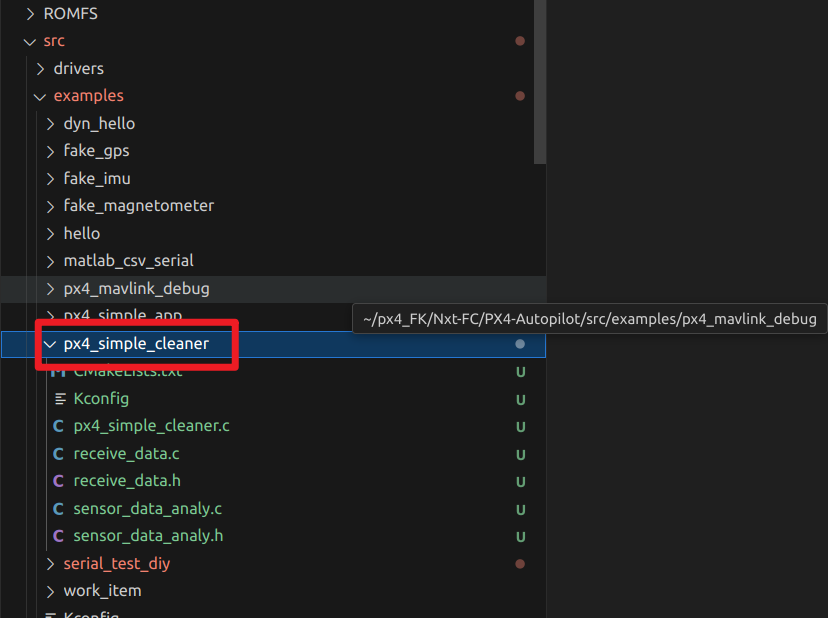 ROMFS
src
drivers
examples
dyn_hello
fake_gps
fake_imu
fake_magnetometer
hello
matlab_csv_serial
px4_mavlink_debug
px4_simple_app
~/px4_FK/Nxt-FC/PX4-Autopilot/src/examples/px4_mavlink_debug
px4_simple_cleaner
M CMakeLists.txt U
Kconfig U
C px4_simple_cleaner.c U
C receive_data.c U
C receive_data.h U
C sensor_data_analy.c U
C sensor_data_analy.h U
serial_test_diy
work_item
Kconfig